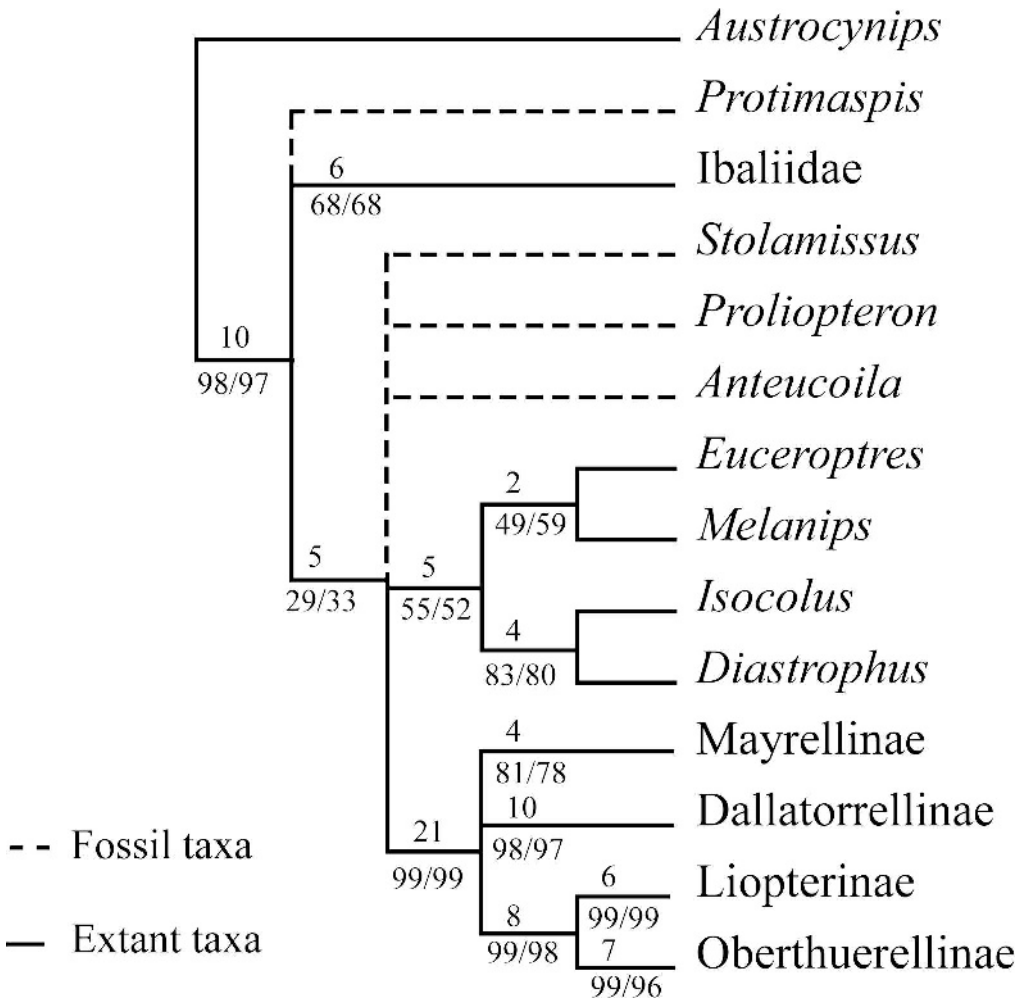 Austrocynips
Protimaspis
6
Ibaliidae
68/68
Stolamissus
Proliopteron
10
98/97
Anteucoila
Euceroptres
2
49/59
Melanips
5
29/33
5
55/52
Isocolus
4
83/80
Diastrophus
4
Mayrellinae
81/78
10
Dallatorrellinae
98/97
21
99/99
Fossil taxa
6
Liopterinae
99/99
8
99/98
Extant taxa
7
Oberthuerellinae
99/96